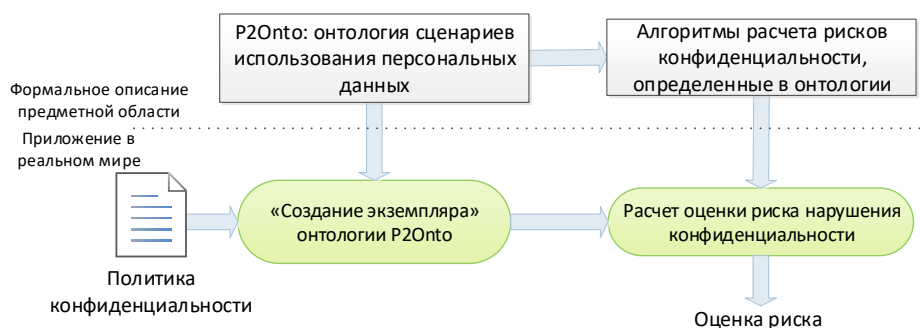 P2Onto: онтология сценариев
использования персональных
данных
Алгоритмы расчета рисков
конфиденциальности,
определенные в онтологии
Формальное описание
предметной области
Приложение в
реальном мире
«Создание экземпляра»
онтологии P2Onto
Расчет оценки риска нарушения
конфиденциальности
Политика
конфиденциальности
Оценка риска